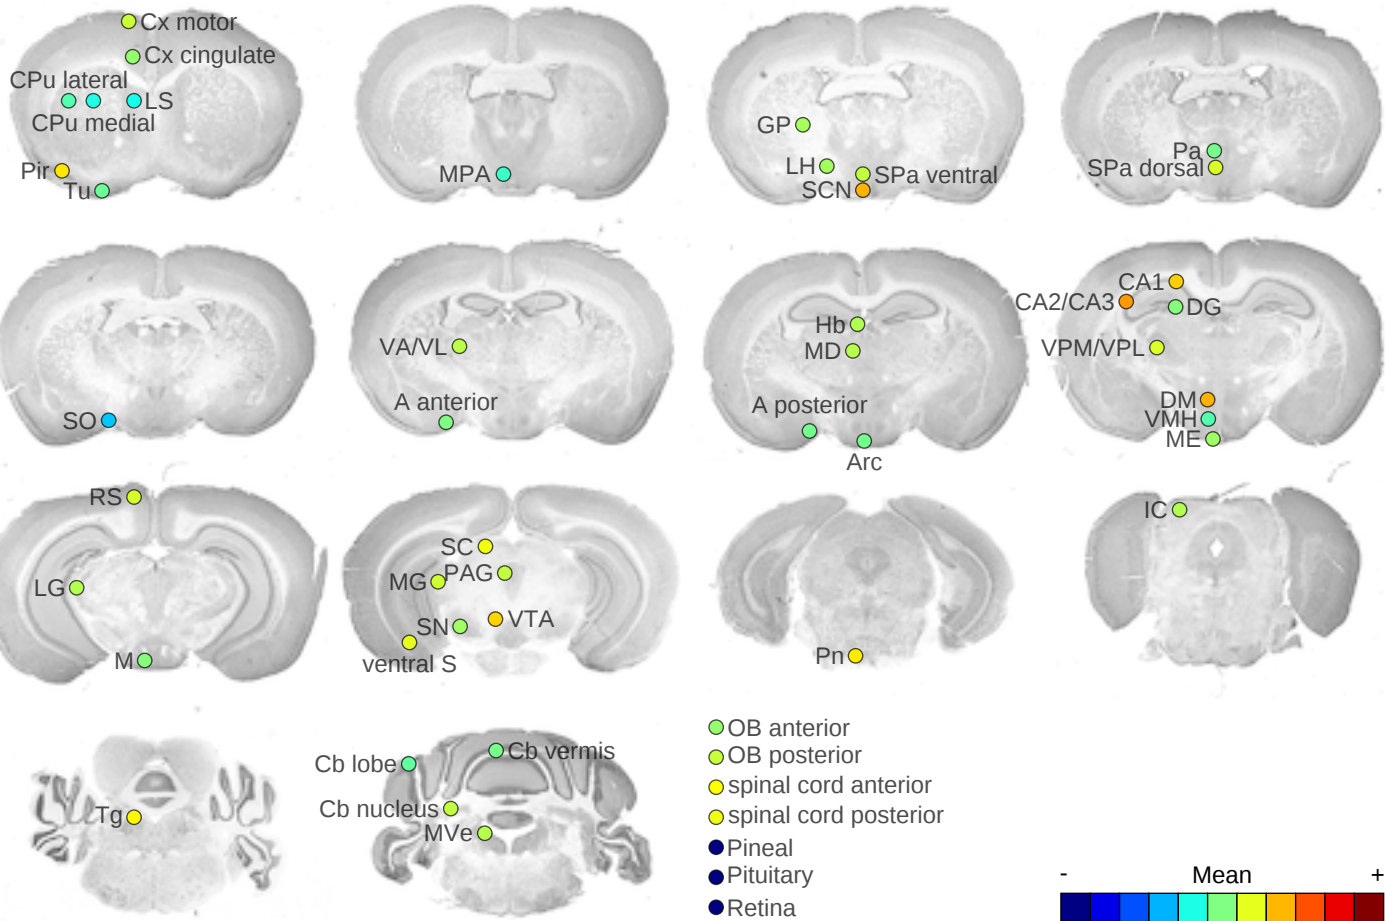 Cx motor
Cx cingulate
CPu lateral
LS
CPu medial
Pir
Tu
MPA
GP
LH
SPa ventral
SCN
Pa
SPa dorsal
SO
VA/VL
A anterior
Hb
MD
A posterior
Arc
CA1
CA2/CA3
DG
VPM/VPL
DM
VMH
ME
RS
LG
M
SC
MG
PAG
SN
VTA
ventral S
Pn
IC
Tg
Cb lobe
Cb vermis
Cb nucleus
MVe
OB anterior
OB posterior
spinal cord anterior
spinal cord posterior
Pineal
Pituitary
Retina
- Mean +